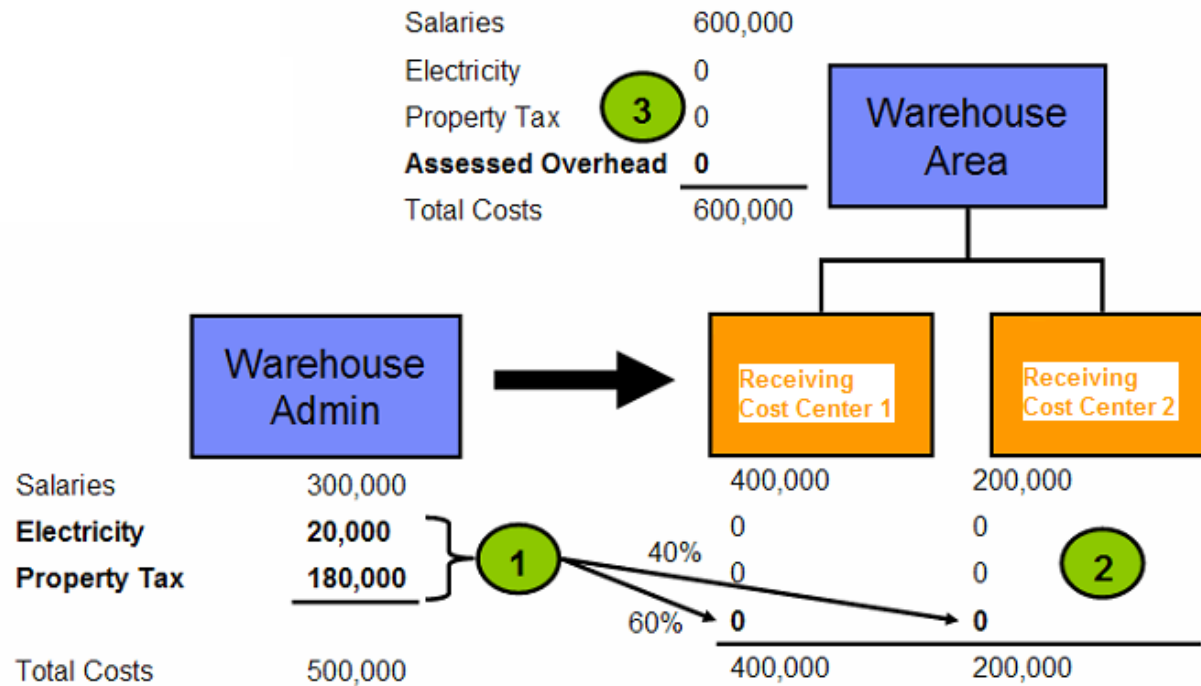 Salaries 600,000
Electricity 0
Property Tax 3 0
Assessed Overhead 0
Total Costs 600,000
Warehouse
Area
Warehouse
Admin
Receiving
Cost Center 1
Receiving
Cost Center 2
Salaries 300,000 400,000 200,000
Electricity 20,000 0 0
1 40% 2
Property Tax 180,000 0 0
60% 0 0
Total Costs 500,000 400,000 200,000